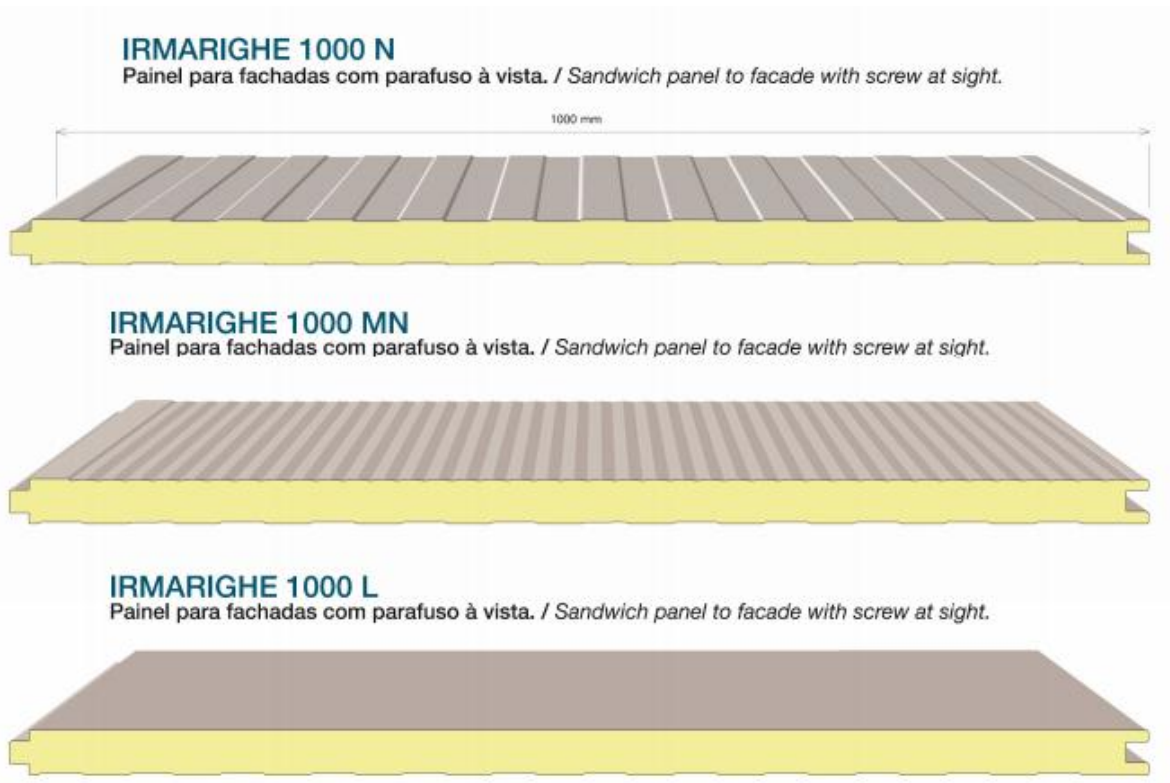 IRMARIGHE 1000 N
Painel para fachadas com parafuso à vista. / Sandwich panel to facade with screw at sight.
1000 mm
IRMARIGHE 1000 MN
Painel para fachadas com parafuso à vista. / Sandwich panel to facade with screw at sight.
IRMARIGHE 1000 L
Painel para fachadas com parafuso à vista. / Sandwich panel to facade with screw at sight.